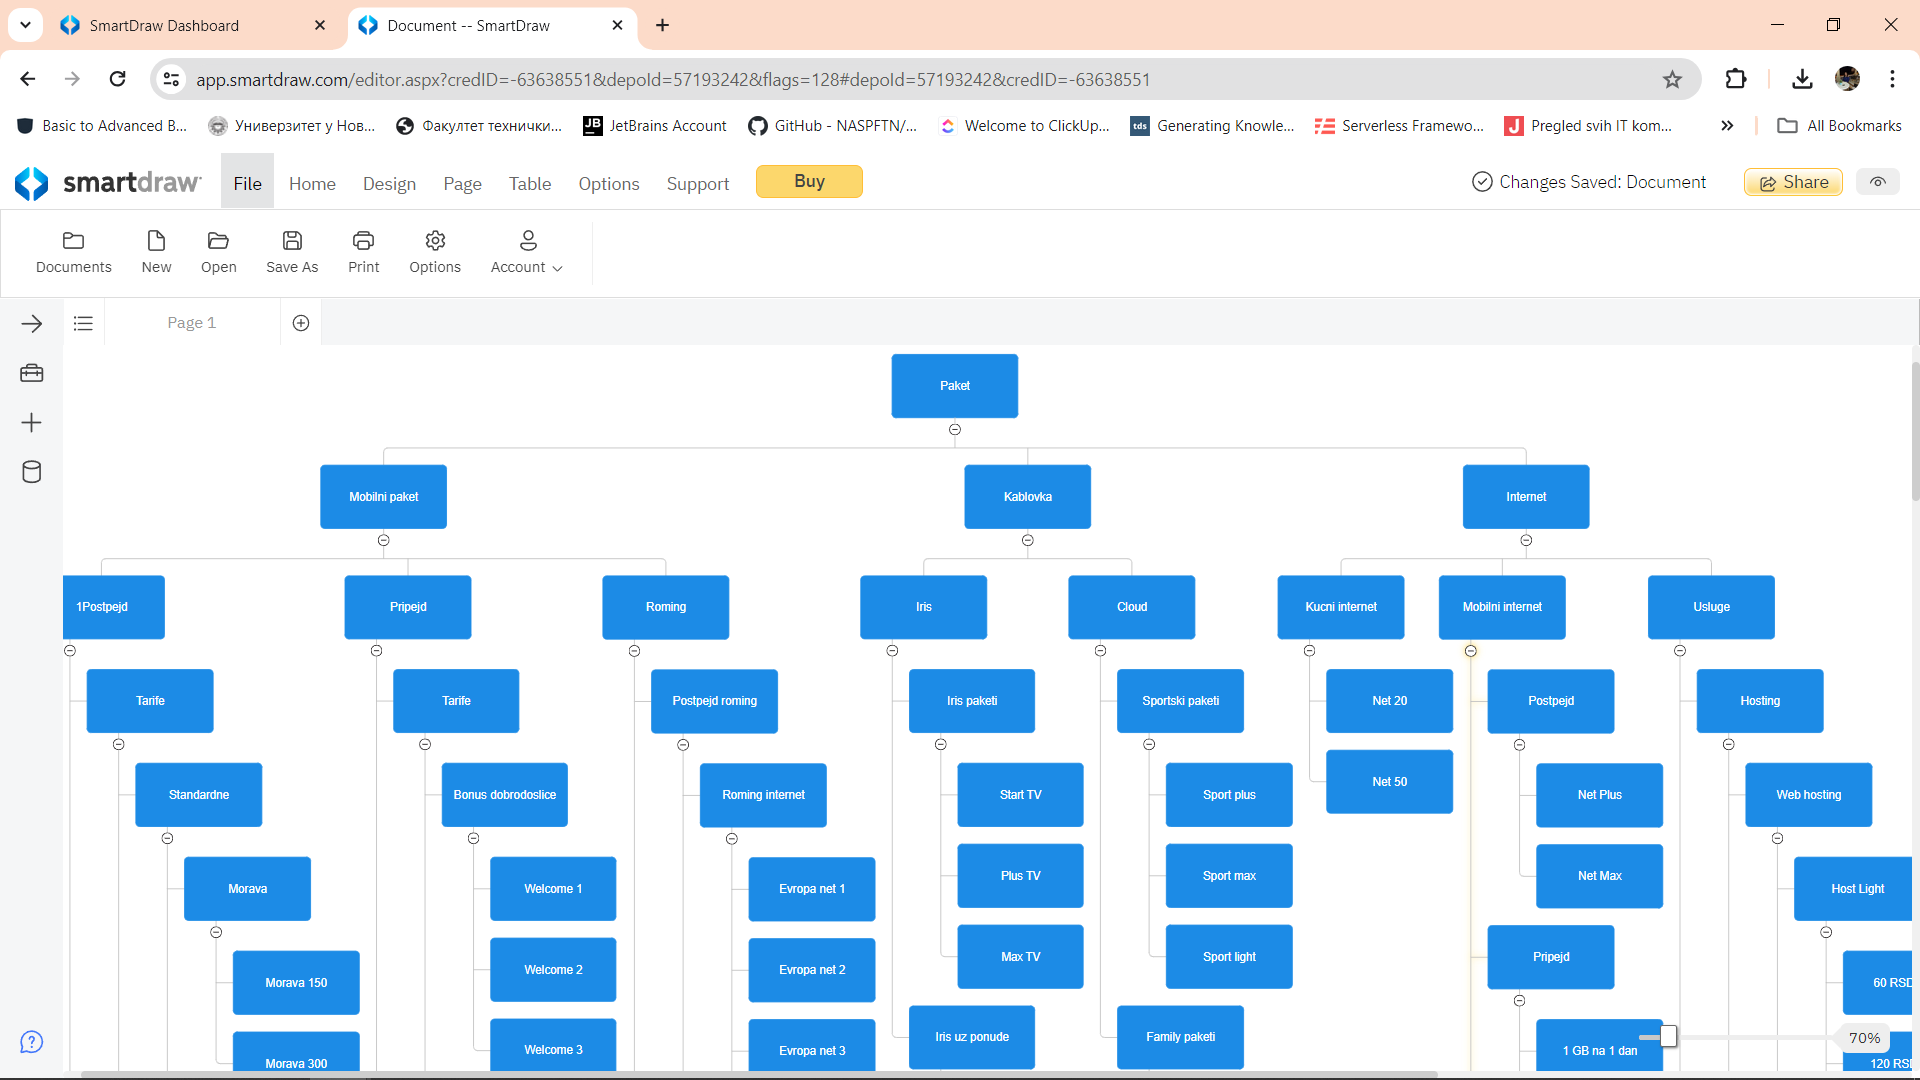 SmartDraw Dashboard
Document -- SmartDraw
app.smartdraw.com/editor.aspx?credID=-63638551&depoId=57193242&flags=128#depoId=57193242&credID=-63638551
Basic to Advanced B...
Универзитет у Нов...
Факултет технички...
JetBrains Account
GitHub - NASPFTN/...
Welcome to ClickUp...
tds
Generating Knowle...
Serverless Framewo...
Pregled svih IT kom...
All Bookmarks
smartdraw
File
Home
Design
Page
Table
Options
Support
Buy
Changes Saved: Document
Share
Documents
New
Open
Save As
Print
Options
Account
Page 1
Paket
Mobilni paket
Kablovka
Internet
1Postpejd
Pripejd
Roming
Iris
Cloud
Kucni internet
Mobilni internet
Usluge
Tarife
Tarife
Postpejd roming
Iris paketi
Sportski paketi
Net 20
Postpejd
Hosting
Standardne
Bonus dobrodoslice
Roming internet
Start TV
Sport plus
Net 50
Net Plus
Web hosting
Morava
Welcome 1
Evropa net 1
Plus TV
Sport max
Net Max
Host Light
Morava 150
Welcome 2
Evropa net 2
Max TV
Sport light
Pripejd
60 RSD
Morava 300
Welcome 3
Evropa net 3
Iris uz ponude
Family paketi
1 GB na 1 dan
120 RS
70%